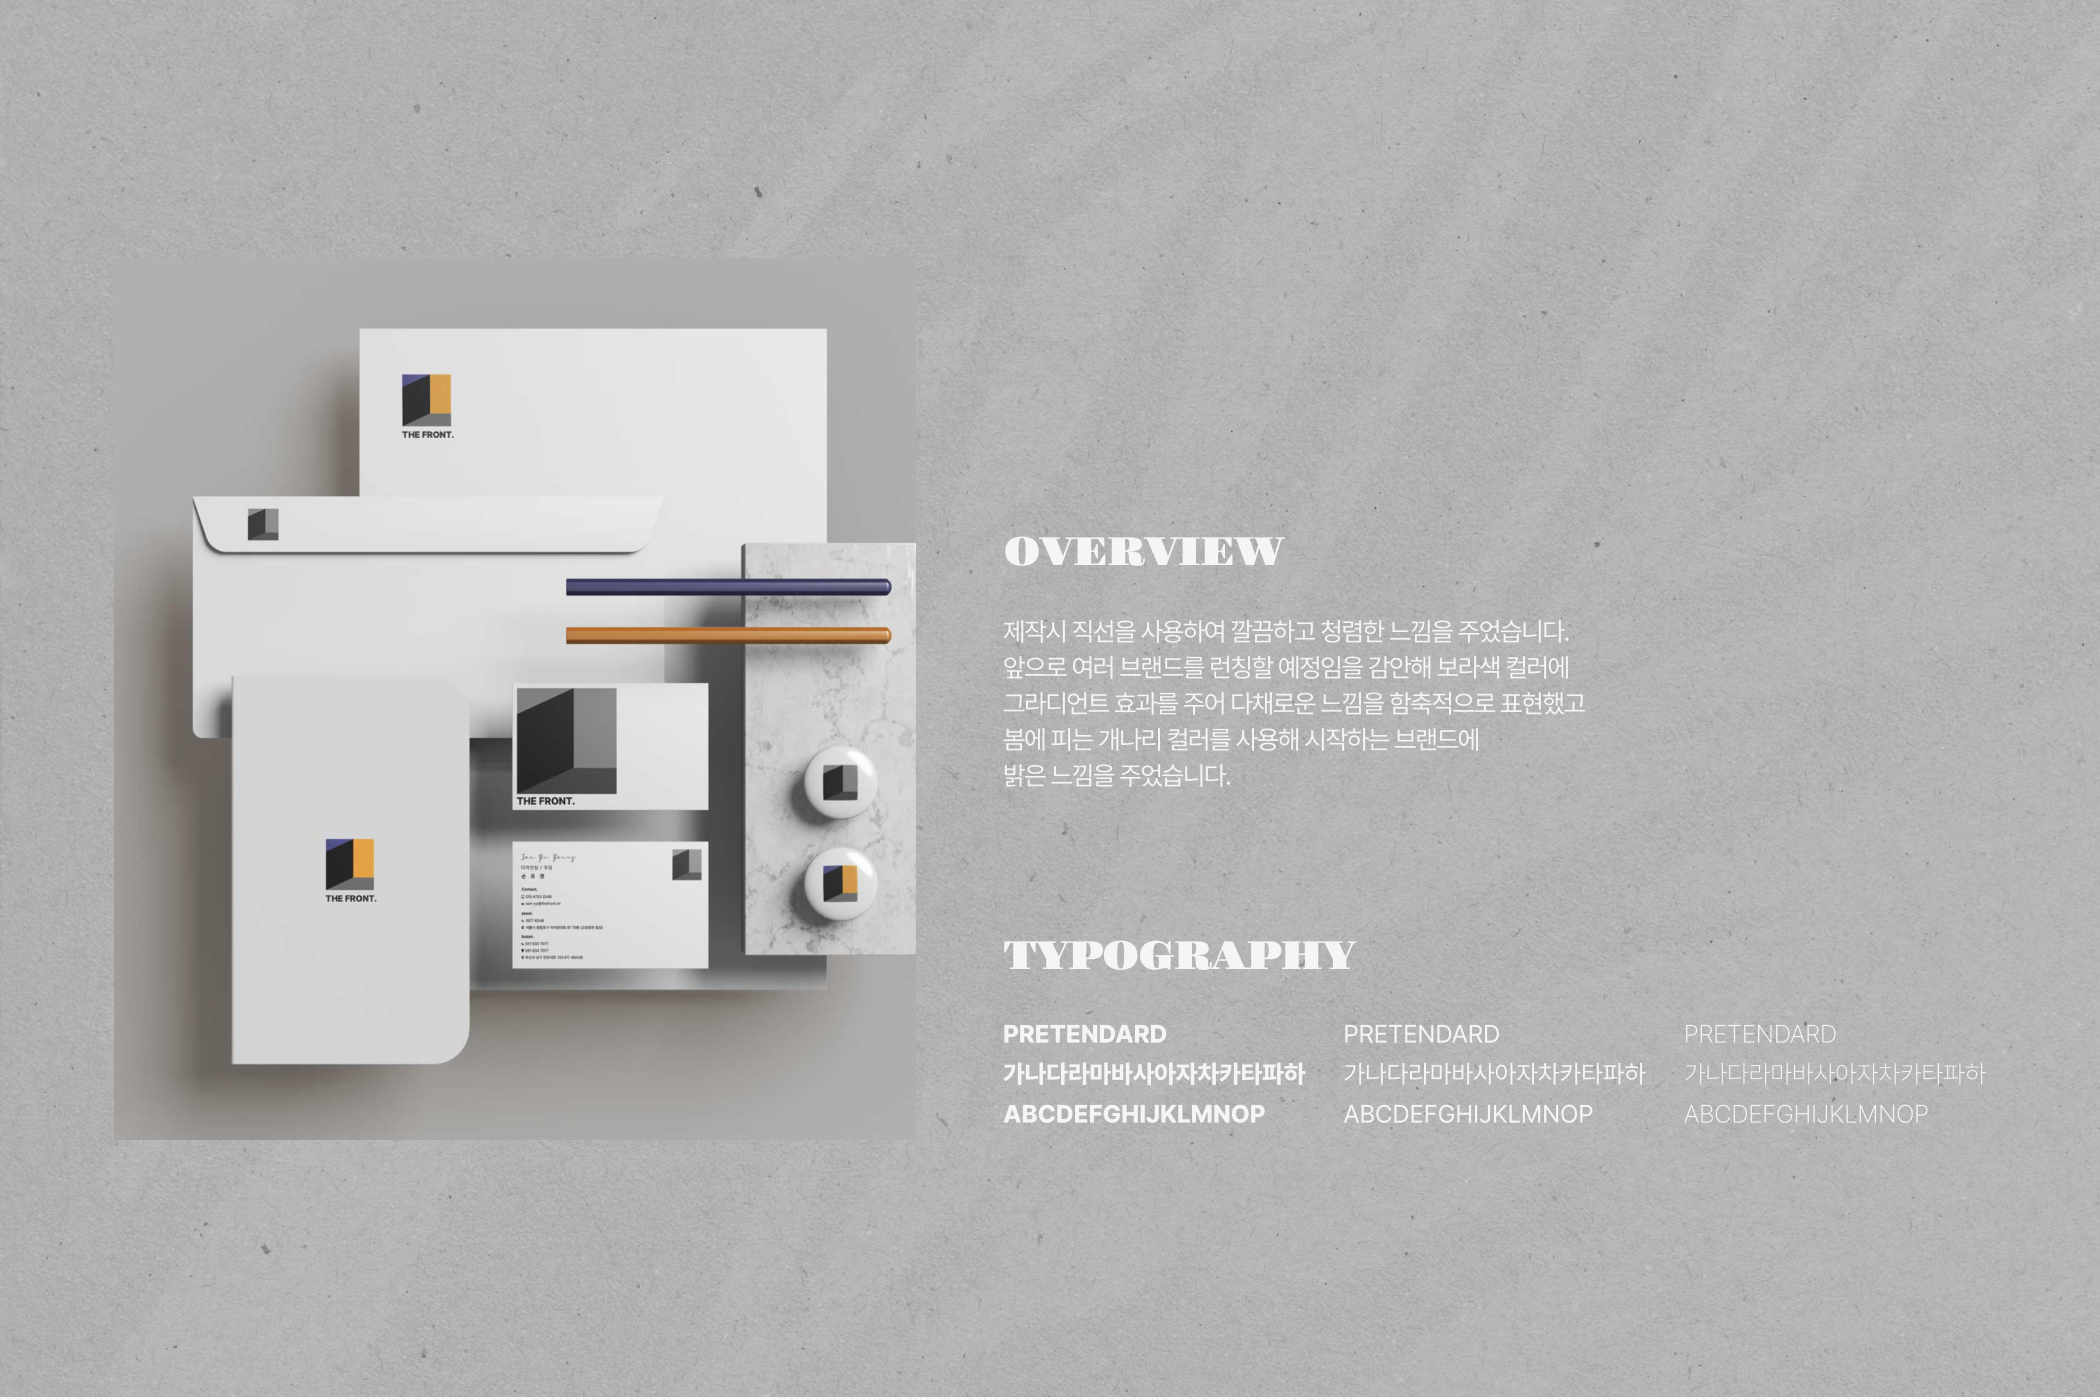 THE FRONT.
THE FRONT.
THE FRONT.
Contact.
OVERVIEW
제작시 직선을 사용하여 깔끔하고 청렴한 느낌을 주었습니다.
앞으로 여러 브랜드를 런칭할 예정임을 감안해 보라색 컬러에
그라디언트 효과를 주어 다채로운 느낌을 함축적으로 표현했고
봄에 피는 개나리 컬러를 사용해 시작하는 브랜드에
밝은 느낌을 주었습니다.
TYPOGRAPHY
PRETENDARD
가나다라마바사아자차카타파하
ABCDEFGHIJKLMNOP
PRETENDARD
가나다라마바사아자차카타파하
ABCDEFGHIJKLMNOP
PRETENDARD
가나다라마바사아자차카타파하
ABCDEFGHIJKLMNOP